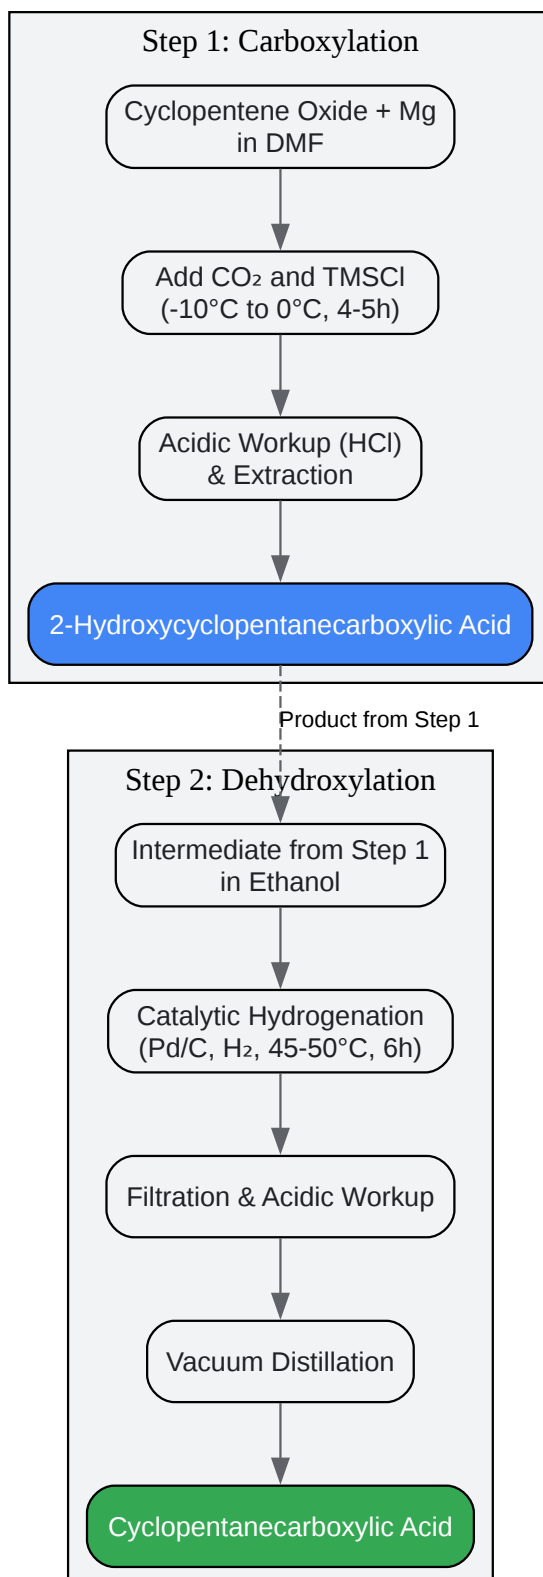 Step 1: Carboxylation
Cyclopentene Oxide + Mg
in DMF
Add CO₂ and TMSCl
(-10°C to 0°C, 4-5h)
Acidic Workup (HCl)
& Extraction
2-Hydroxycyclopentanecarboxylic Acid
Product from Step 1
Step 2: Dehydroxylation
Intermediate from Step 1
in Ethanol
Catalytic Hydrogenation
(Pd/C, H₂, 45-50°C, 6h)
Filtration & Acidic Workup
Vacuum Distillation
Cyclopentanecarboxylic Acid